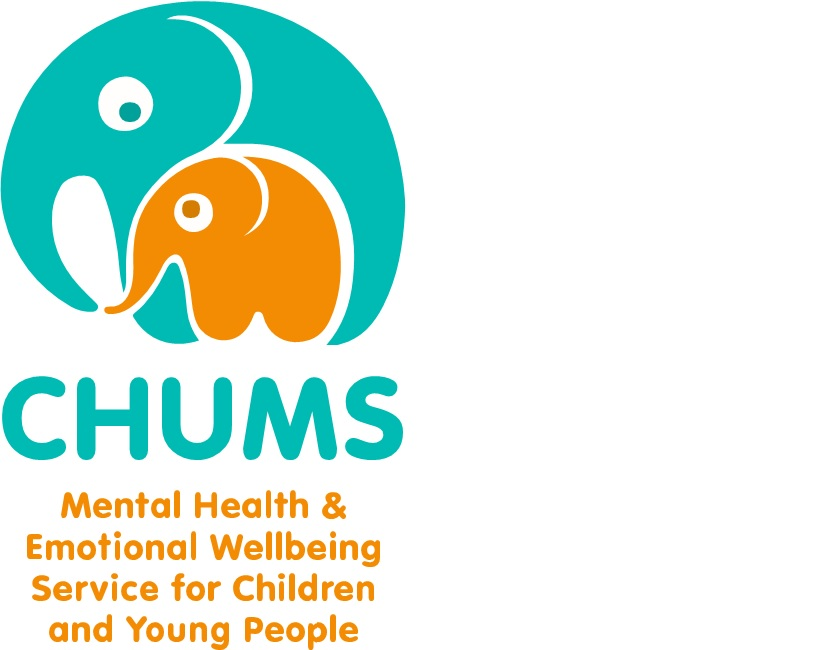 CHUMS
Mental Health &
Emotional Wellbeing
Service for Children
and Young People